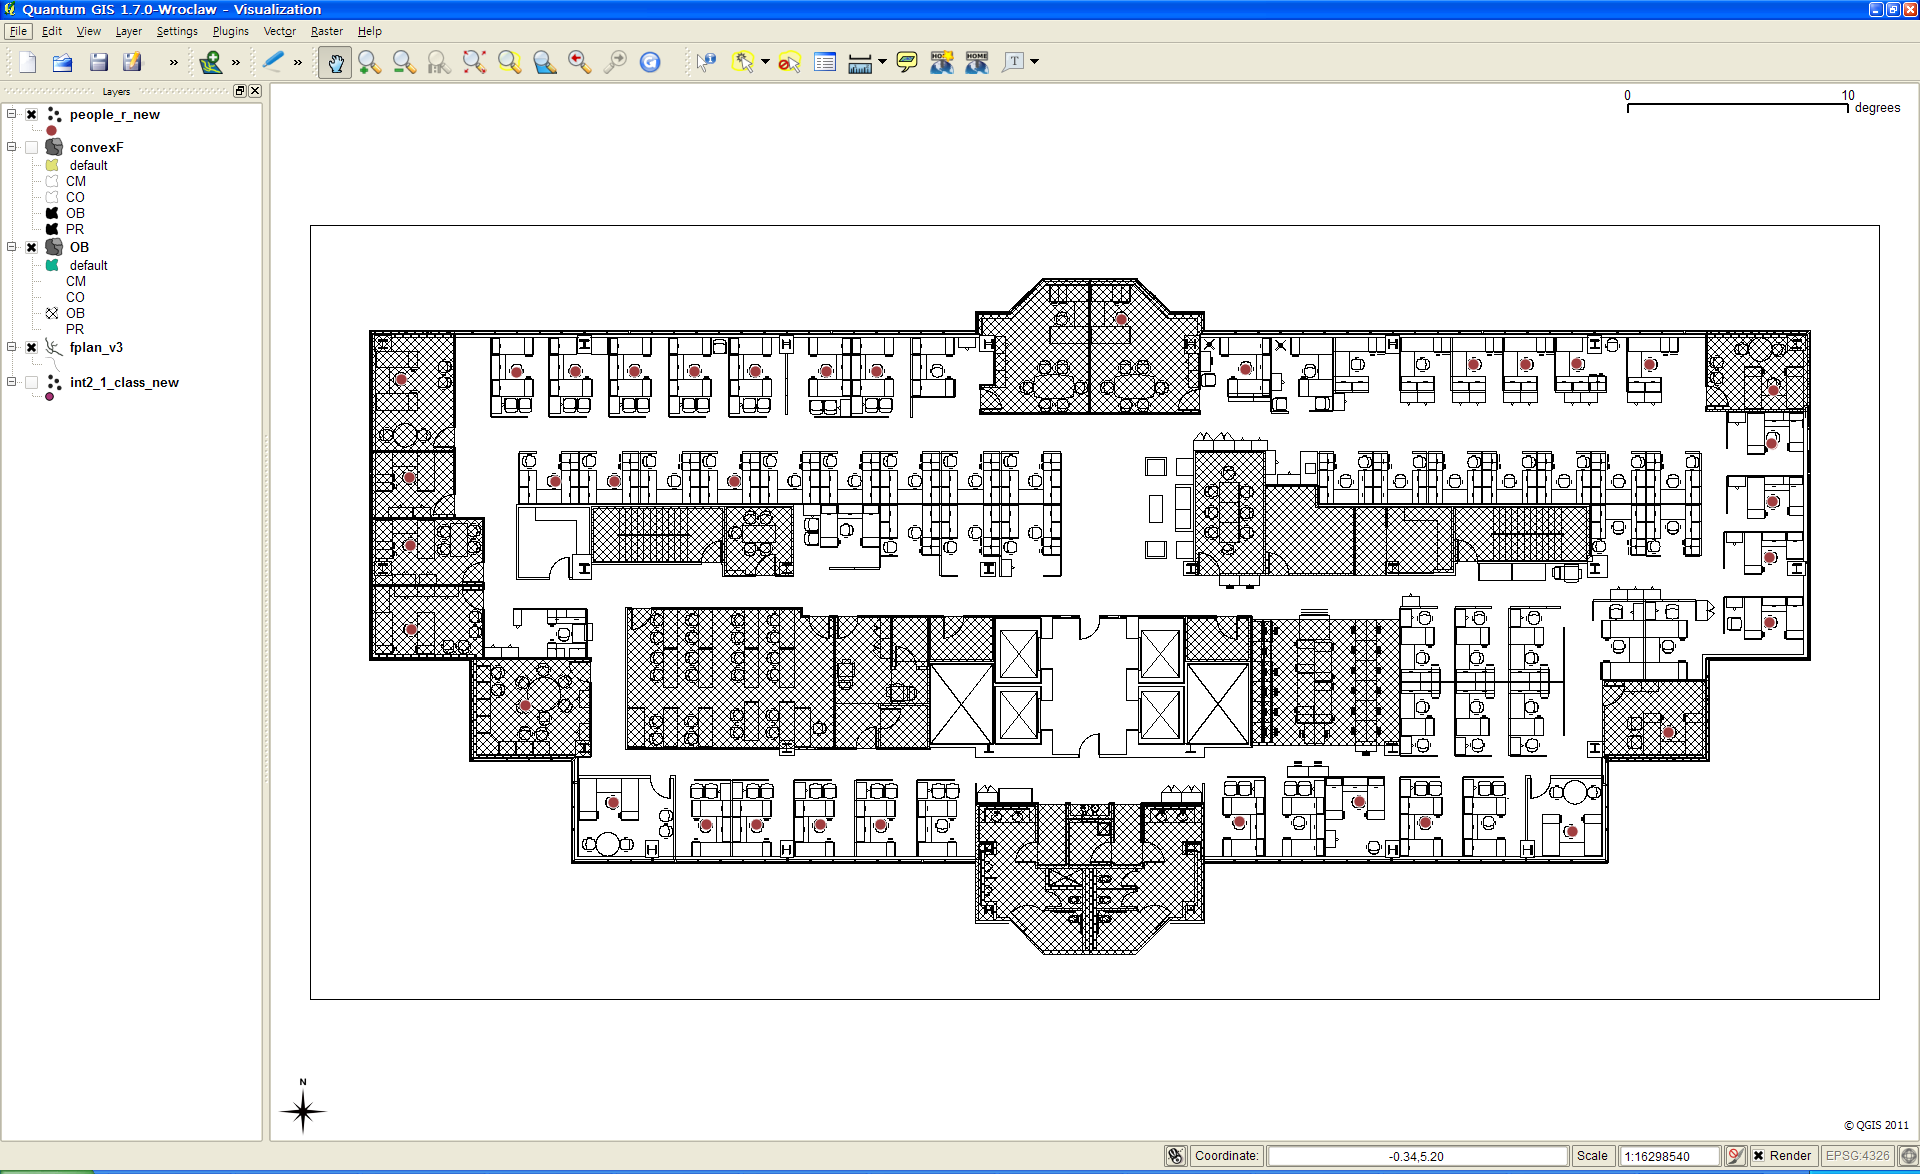 Quantum GIS 1.7.0-Wroclaw - Visualization
File Edit View Layer Settings Plugins Vector Raster Help
Layers
people_r_new
convexF
default
CM
CO
OB
PR
OB
default
CM
CO
OB
PR
fplan_v3
int2_1_class_new
0 10
degrees
N
© QGIS 2011
Coordinate: -0.34,5.20 Scale 1:16298540 Render EPSG:4326